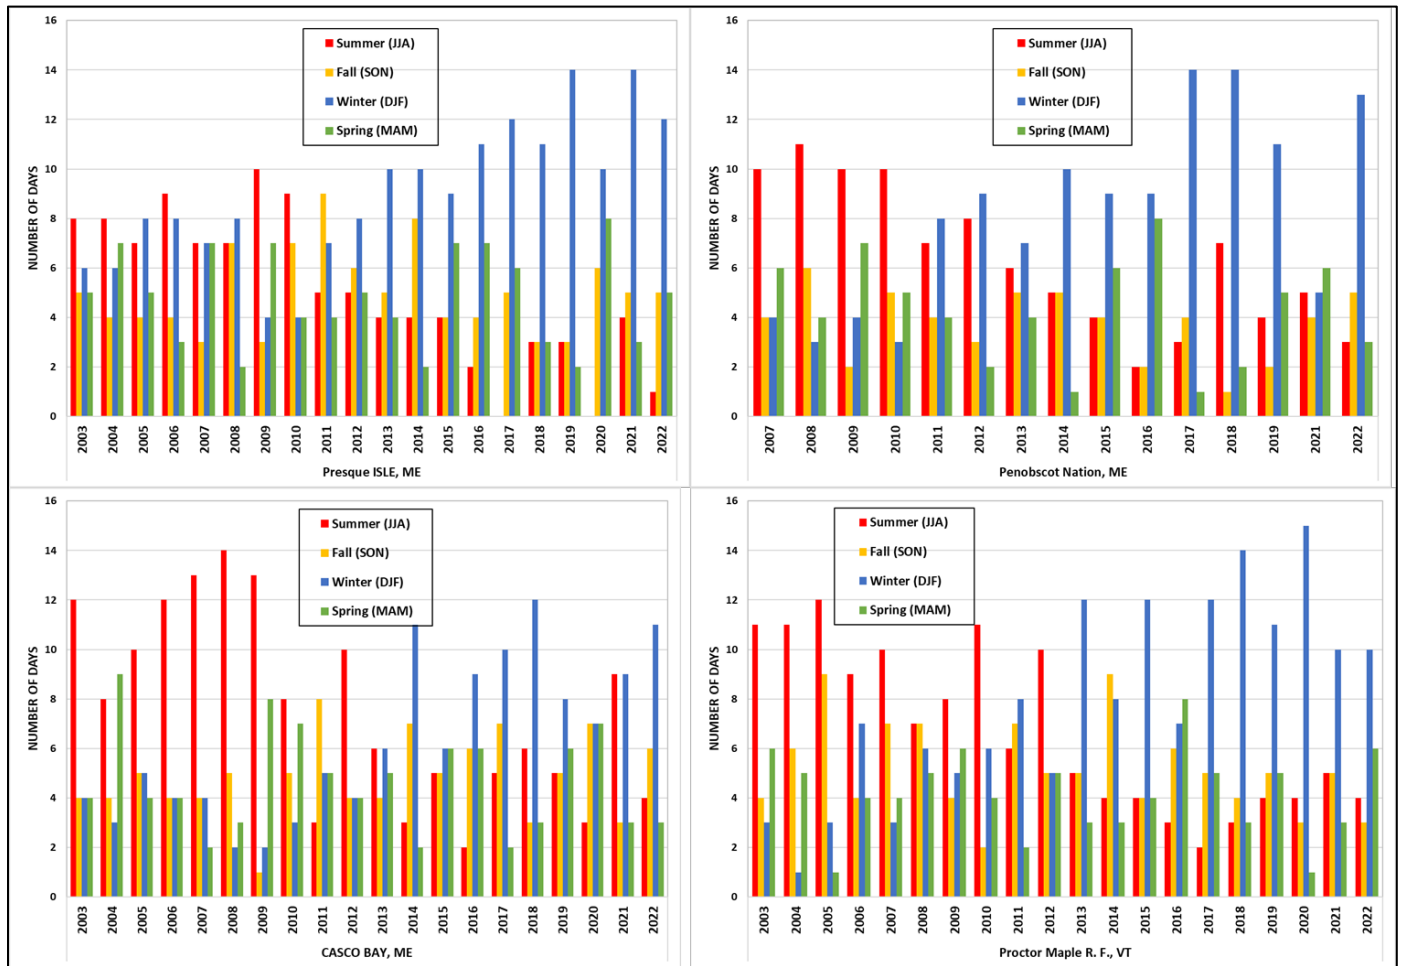 16
14
12
10
8
6
4
2
0
NUMBER OF DAYS
Summer (JJA)
Fall (SON)
Winter (DJF)
Spring (MAM)
2003 2004 2005 2006 2007 2008 2009 2010 2011 2012 2013 2014 2015 2016 2017 2018 2019 2020 2021 2022
Presque ISLE, ME
16
14
12
10
8
6
4
2
0
NUMBER OF DAYS
Summer (JJA)
Fall (SON)
Winter (DJF)
Spring (MAM)
2007 2008 2009 2010 2011 2012 2013 2014 2015 2016 2017 2018 2019 2021 2022
Penobscot Nation, ME
16
14
12
10
8
6
4
2
0
NUMBER OF DAYS
Summer (JJA)
Fall (SON)
Winter (DJF)
Spring (MAM)
2003 2004 2005 2006 2007 2008 2009 2010 2011 2012 2013 2014 2015 2016 2017 2018 2019 2020 2021 2022
CASCO BAY, ME
16
14
12
10
8
6
4
2
0
NUMBER OF DAYS
Summer (JJA)
Fall (SON)
Winter (DJF)
Spring (MAM)
2003 2004 2005 2006 2007 2008 2009 2010 2011 2012 2013 2014 2015 2016 2017 2018 2019 2020 2021 2022
Proctor Maple R. F., VT